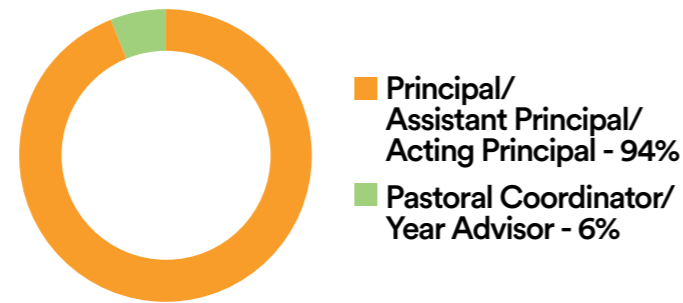 Principal/
Assistant Principal/
Acting Principal - 94%
Pastoral Coordinator/
Year Advisor - 6%